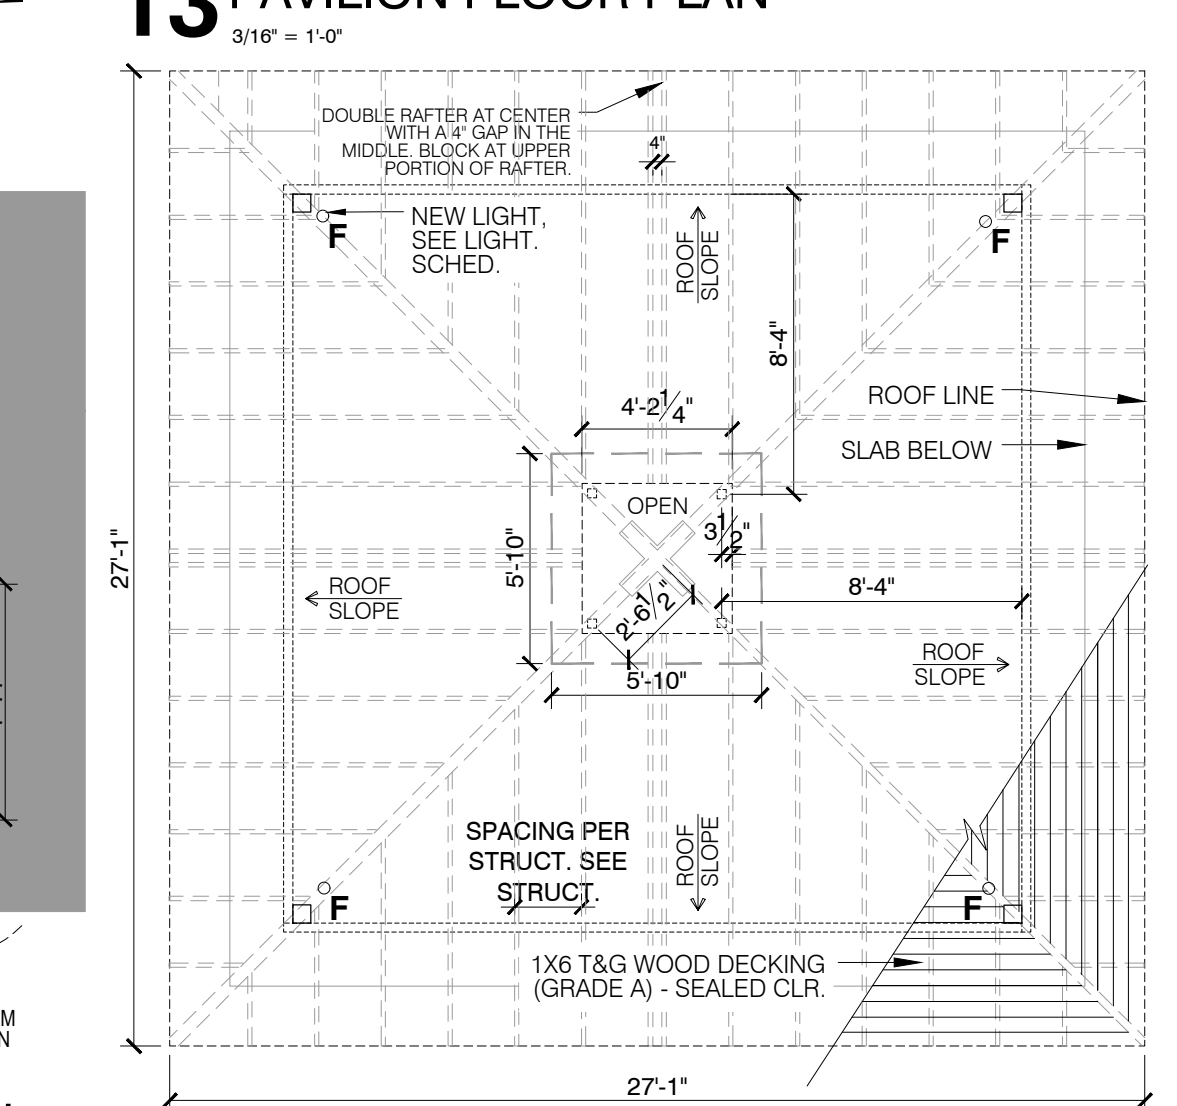 13 PAVILION FLOOR PLAN
3/16" = 1'-0"
DOUBLE RAFTER AT CENTER
WITH A 4" GAP IN THE
MIDDLE. BLOCK AT UPPER
PORTION OF RAFTER.
4"
NEW LIGHT,
SEE LIGHT.
SCHED.
F
F
ROOF
SLOPE
8'-4"
ROOF LINE
4'-2 1/4"
SLAB BELOW
OPEN
3 1/2"
5'-10"
27'-1"
ROOF
SLOPE
8'-4"
2'-6 1/2"
ROOF
SLOPE
5'-10"
SPACING PER
STRUCT. SEE
STRUCT.
ROOF
SLOPE
F
F
1X6 T&G WOOD DECKING
(GRADE A) - SEALED CLR.
M
N
27'-1"